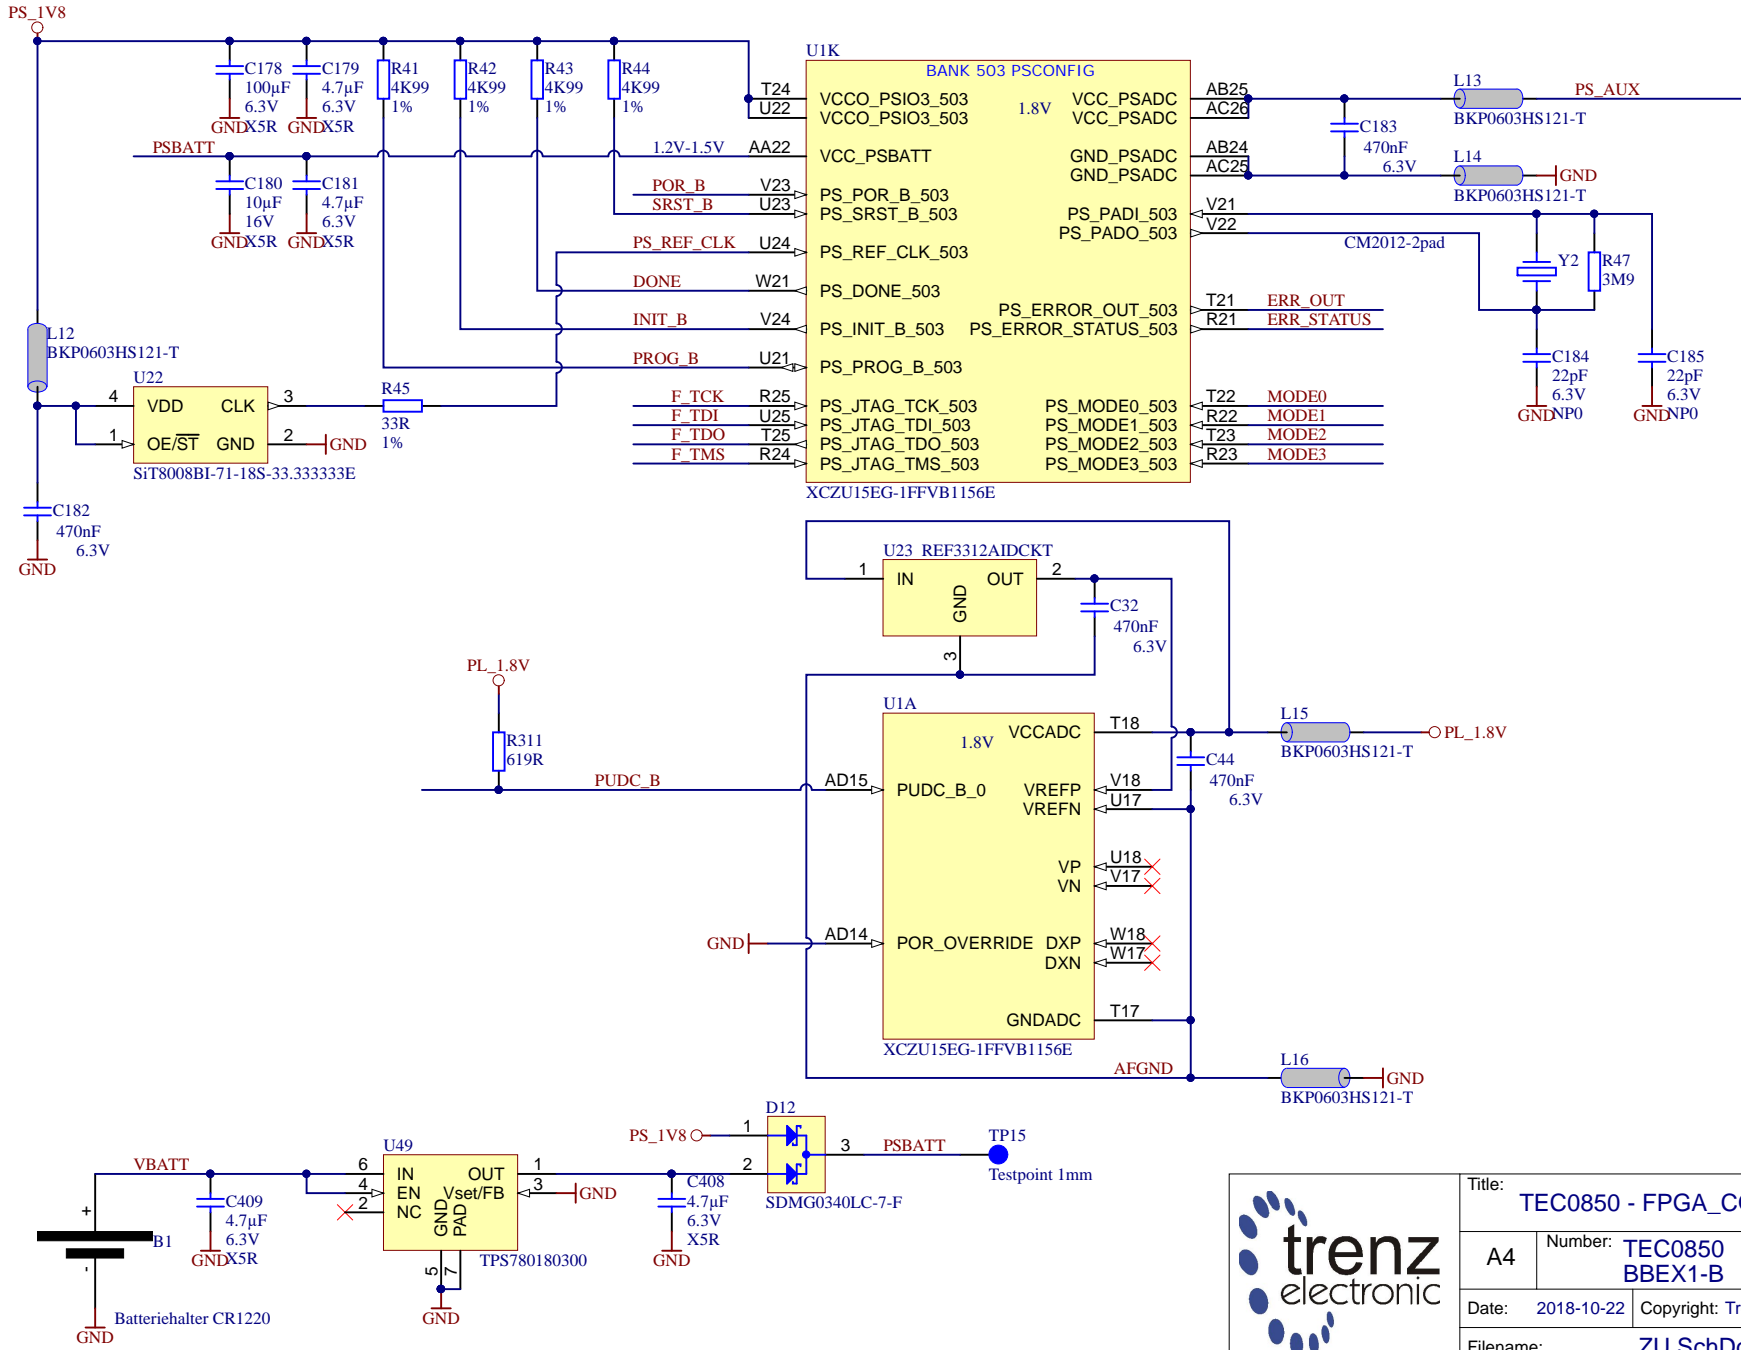 PS_1V8
C178
100µF
6.3V
X5R
GND
C179
4.7µF
6.3V
X5R
GND
R41
4K99
1%
R42
4K99
1%
R43
4K99
1%
R44
4K99
1%
PSBATT
1.2V-1.5V
C180
10µF
16V
X5R
GND
C181
4.7µF
6.3V
X5R
GND
POR_B
SRST_B
PS_REF_CLK
DONE
INIT_B
PROG_B
F_TCK
F_TDI
F_TDO
F_TMS
T24
U22
AA22
V23
U23
U24
W21
V24
U21
R25
U25
T25
R24
U1K
BANK 503 PSCONFIG
1.8V
VCCO_PSIO3_503
VCCO_PSIO3_503
VCC_PSBATT
PS_POR_B_503
PS_SRST_B_503
PS_REF_CLK_503
PS_DONE_503
PS_INIT_B_503
PS_PROG_B_503
PS_JTAG_TCK_503
PS_JTAG_TDI_503
PS_JTAG_TDO_503
PS_JTAG_TMS_503
VCC_PSADC
VCC_PSADC
GND_PSADC
GND_PSADC
PS_PADI_503
PS_PADO_503
PS_ERROR_OUT_503
PS_ERROR_STATUS_503
PS_MODE0_503
PS_MODE1_503
PS_MODE2_503
PS_MODE3_503
XCZU15EG-1FFVB1156E
AB25
AC26
AB24
AC25
V21
V22
T21
R21
T22
R22
T23
R23
ERR_OUT
ERR_STATUS
MODE0
MODE1
MODE2
MODE3
L13
BKP0603HS121-T
PS_AUX
C183
470nF
6.3V
L14
BKP0603HS121-T
GND
CM2012-2pad
Y2
R47
3M9
C184
22pF
6.3V
NP0
GND
C185
22pF
6.3V
NP0
GND
L12
BKP0603HS121-T
U22
4
VDD
CLK
3
1
OE/ST
GND
2
GND
SiT8008BI-71-18S-33.333333E
R45
33R
1%
C182
470nF
6.3V
GND
U23 REF3312AIDCKT
1
IN
OUT
2
GND
3
C32
470nF
6.3V
PL_1.8V
R311
619R
PUDC_B
AD15
GND
AD14
U1A
1.8V
PUDC_B_0
POR_OVERRIDE
VCCADC
VREFP
VREFN
VP
VN
DXP
DXN
GNDADC
XCZU15EG-1FFVB1156E
T18
V18
U17
U18
V17
W18
W17
T17
C44
470nF
6.3V
L15
BKP0603HS121-T
PL_1.8V
AFGND
L16
BKP0603HS121-T
GND
VBATT
+
-
B1
GND
Batteriehalter CR1220
C409
4.7µF
6.3V
X5R
GND
U49
6
IN
4
EN
2
NC
OUT
1
Vset/FB
3
GND
GND
PAD
5
7
GND
TPS780180300
C408
4.7µF
6.3V
X5R
GND
PS_1V8
D12
1
2
3
SDMG0340LC-7-F
PSBATT
TP15
Testpoint 1mm
trenz
electronic
Title:
TEC0850 - FPGA_CO
A4
Number:
TEC0850
BBEX1-B
Date:
2018-10-22
Copyright: Tr
Filename:
ZU.SchDo